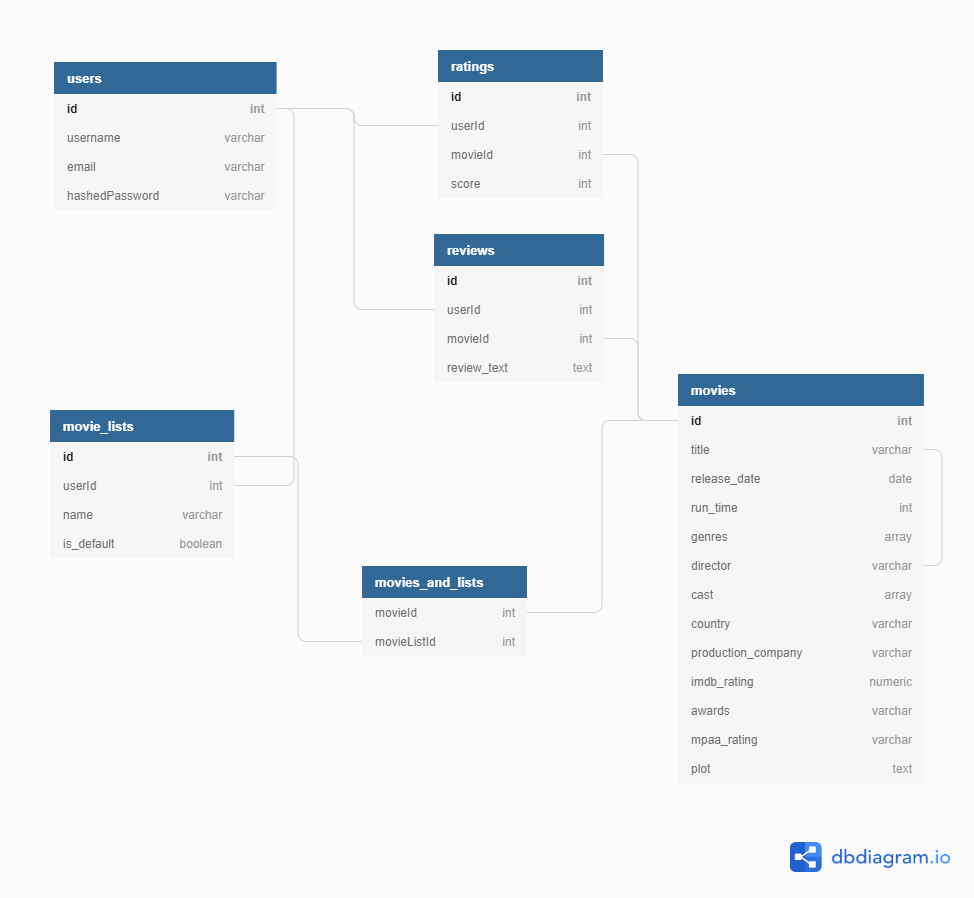 users
id int
username varchar
email varchar
hashedPassword varchar
ratings
id int
userId int
movieId int
score int
reviews
id int
userId int
movieId int
review_text text
movie_lists
id int
userId int
name varchar
is_default boolean
movies_and_lists
movieId int
movieListId int
movies
id int
title varchar
release_date date
run_time int
genres array
director varchar
cast array
country varchar
production_company varchar
imdb_rating numeric
awards varchar
mpaa_rating varchar
plot text
dbdiagram.io